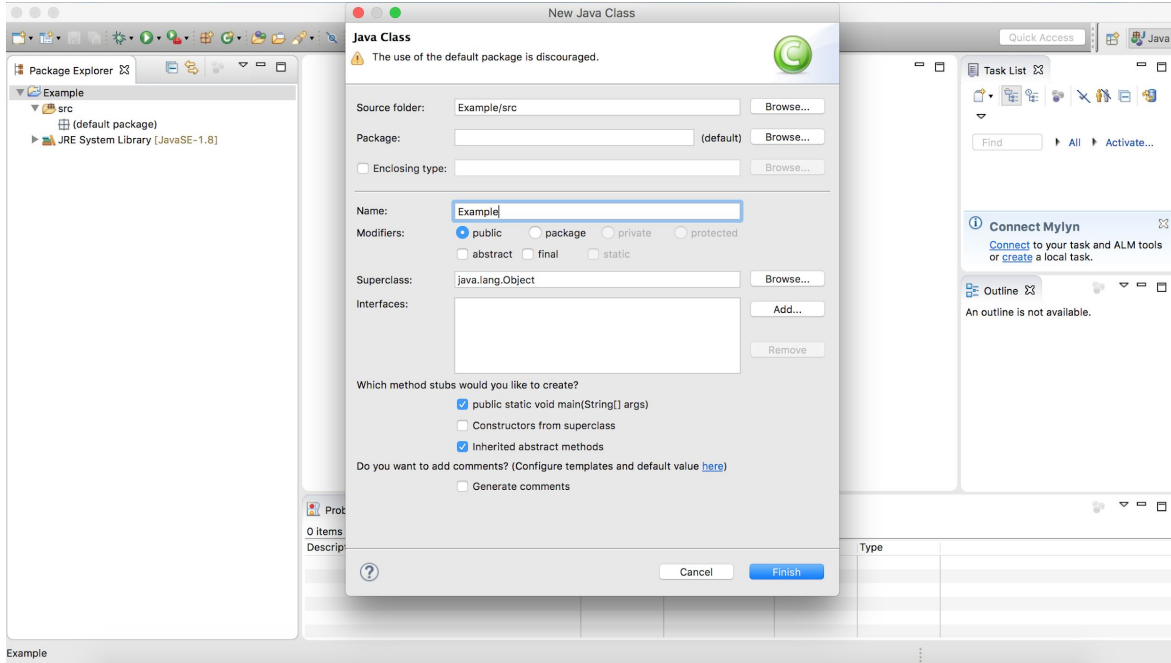 New Java Class
Quick Access
Java
Java Class
The use of the default package is discouraged.
Package Explorer
Example
src
(default package)
JRE System Library [JavaSE-1.8]
Source folder:
Example/src
Browse...
Package:
(default)
Browse...
Enclosing type:
Browse...
Name:
Example
Modifiers:
public
package
private
protected
abstract
final
static
Superclass:
java.lang.Object
Browse...
Interfaces:
Add...
Remove
Which method stubs would you like to create?
public static void main(String[] args)
Constructors from superclass
Inherited abstract methods
Do you want to add comments? (Configure templates and default value here)
Generate comments
Cancel
Finish
Task List
Find
All
Activate...
Connect Mylyn
Connect to your task and ALM tools
or create a local task.
Outline
An outline is not available.
Prob
0 items
Descrip
Type
Example